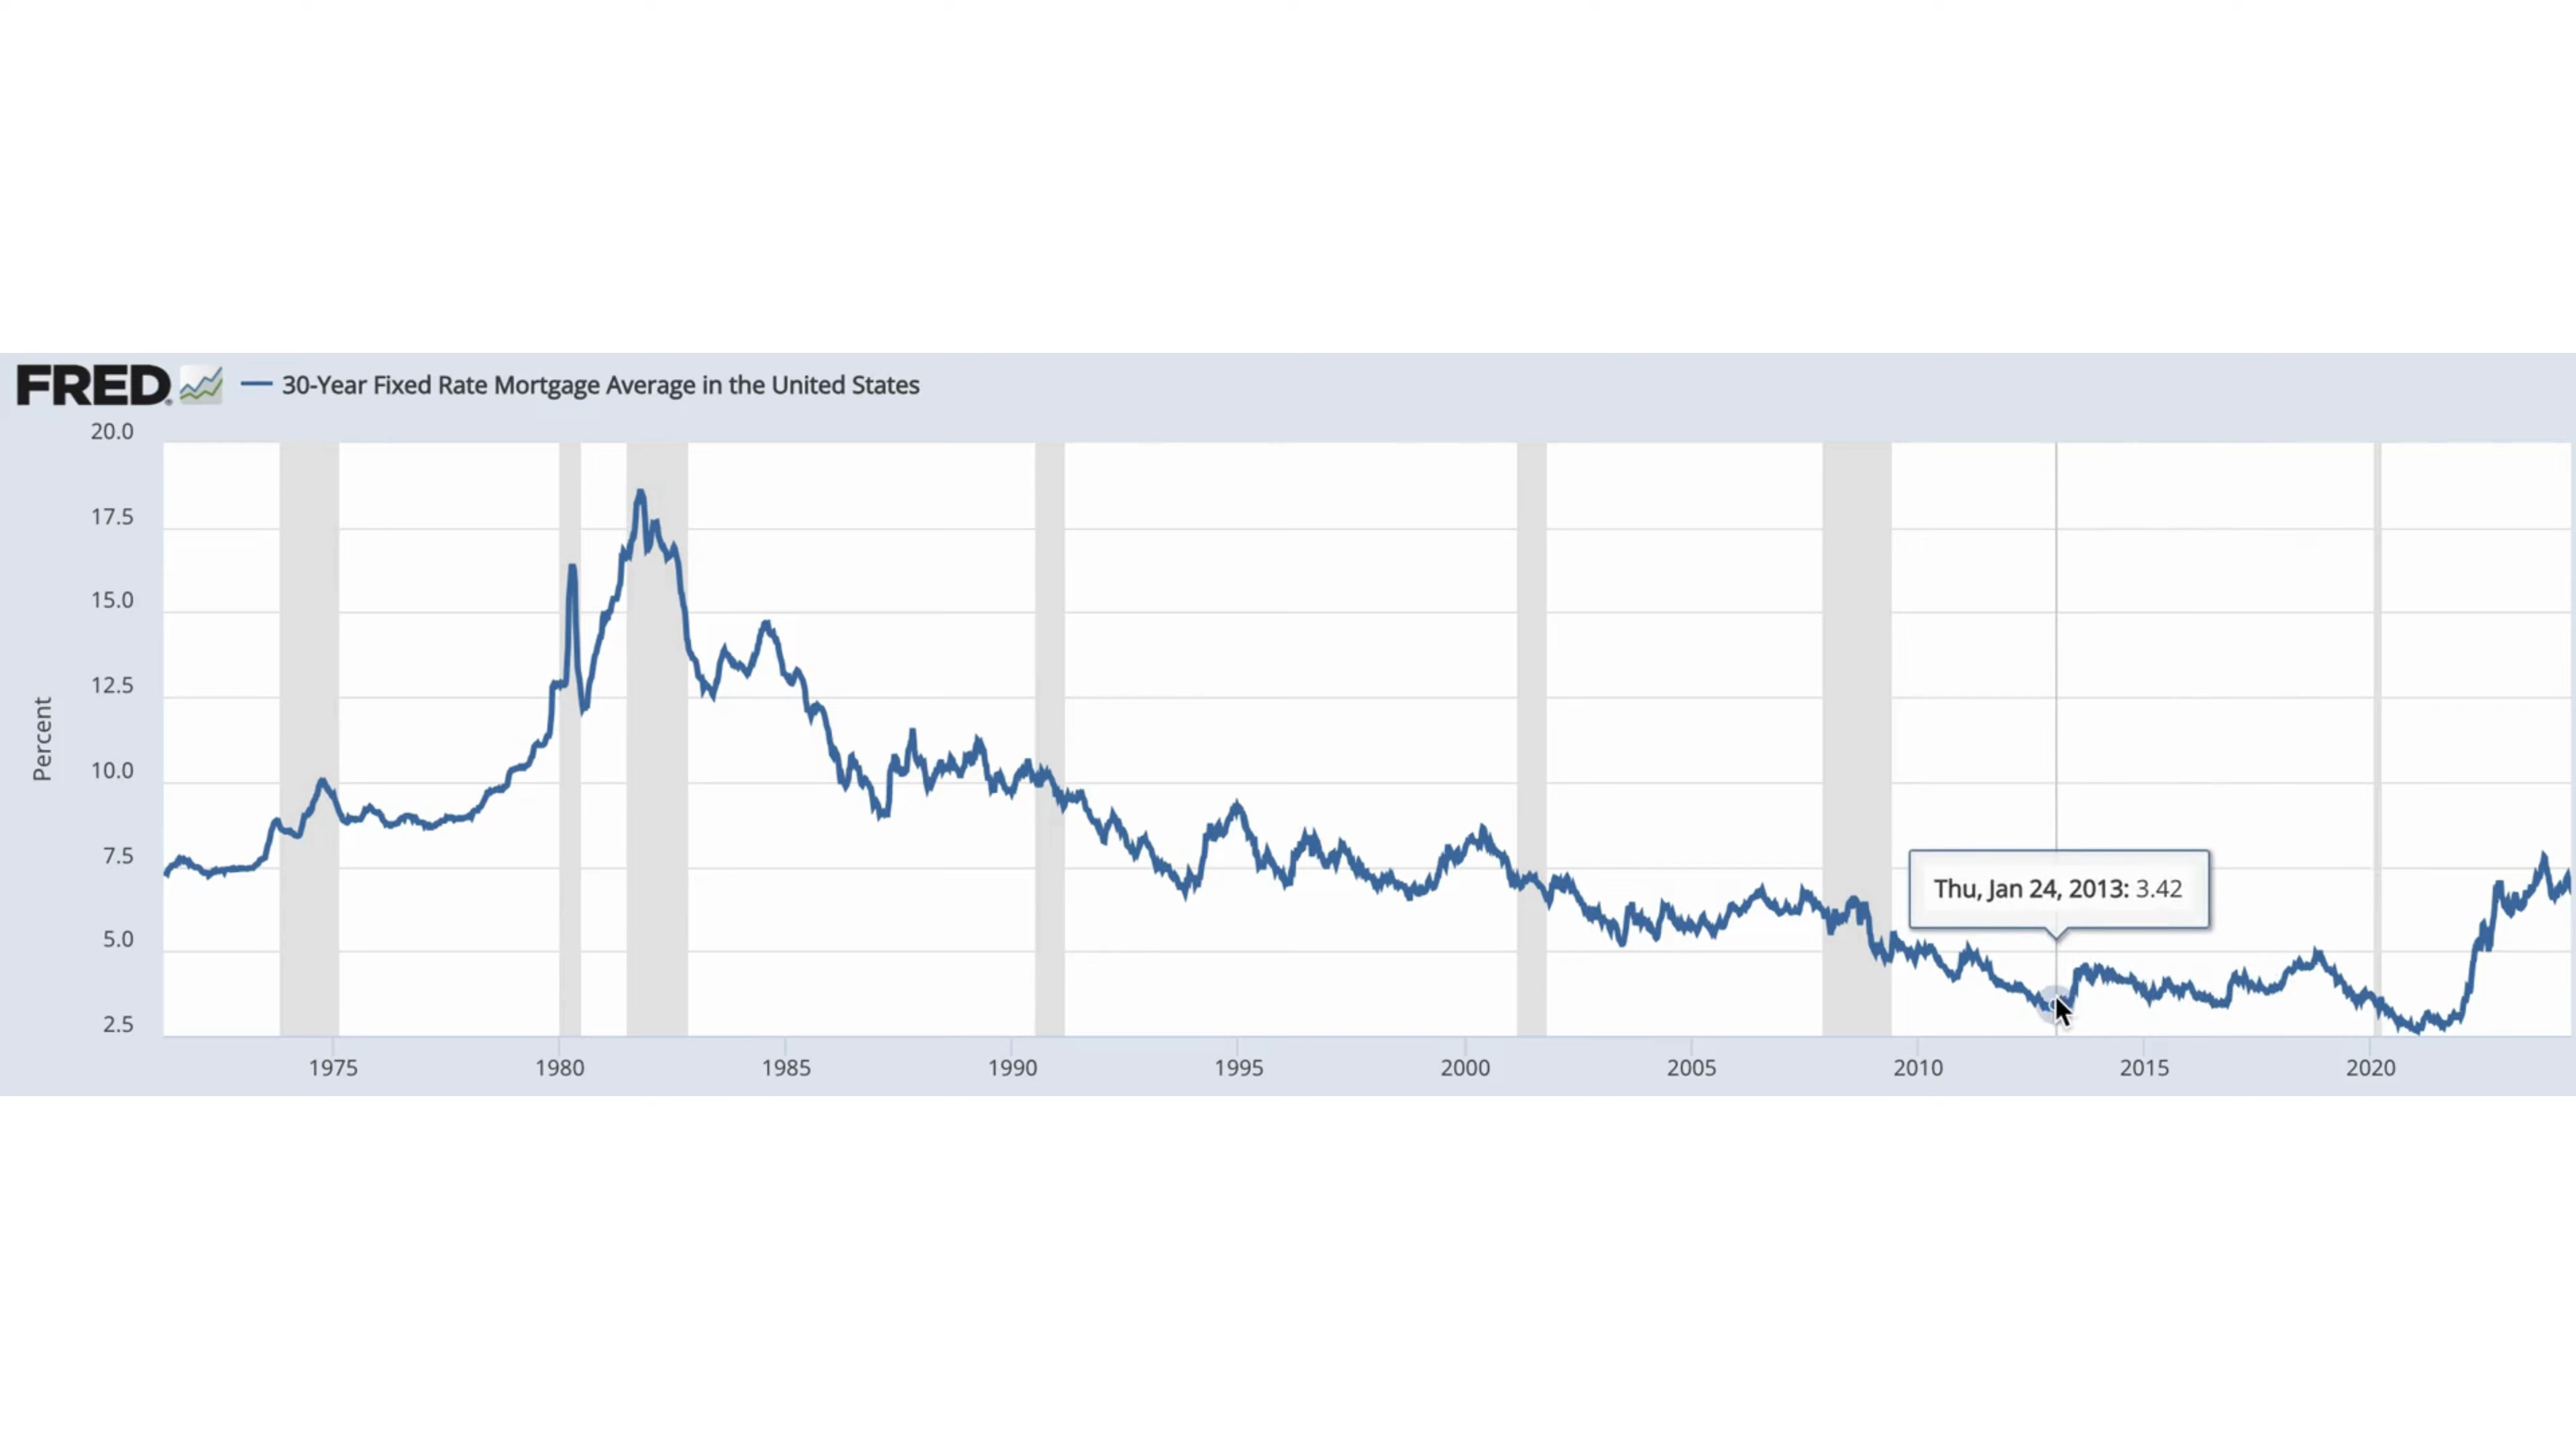 FRED
30-Year Fixed Rate Mortgage Average in the United States
20.0
17.5
15.0
12.5
10.0
7.5
5.0
2.5
Percent
Thu, Jan 24, 2013: 3.42
1975 1980 1985 1990 1995 2000 2005 2010 2015 2020